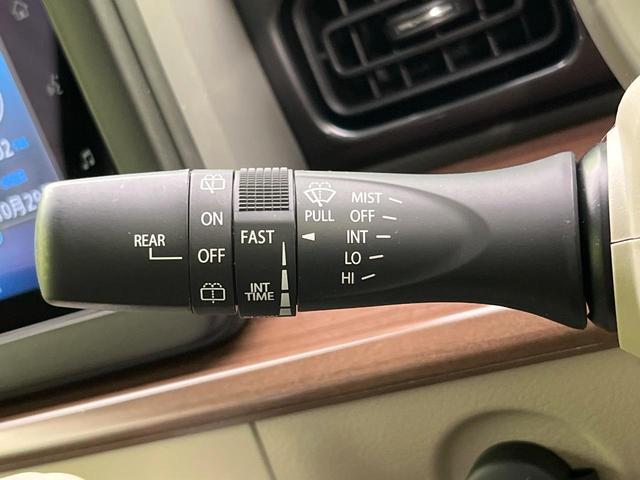 REAR
ON
OFF
FAST
INT
TIME
PULL
MIST
OFF
INT
LO
HI